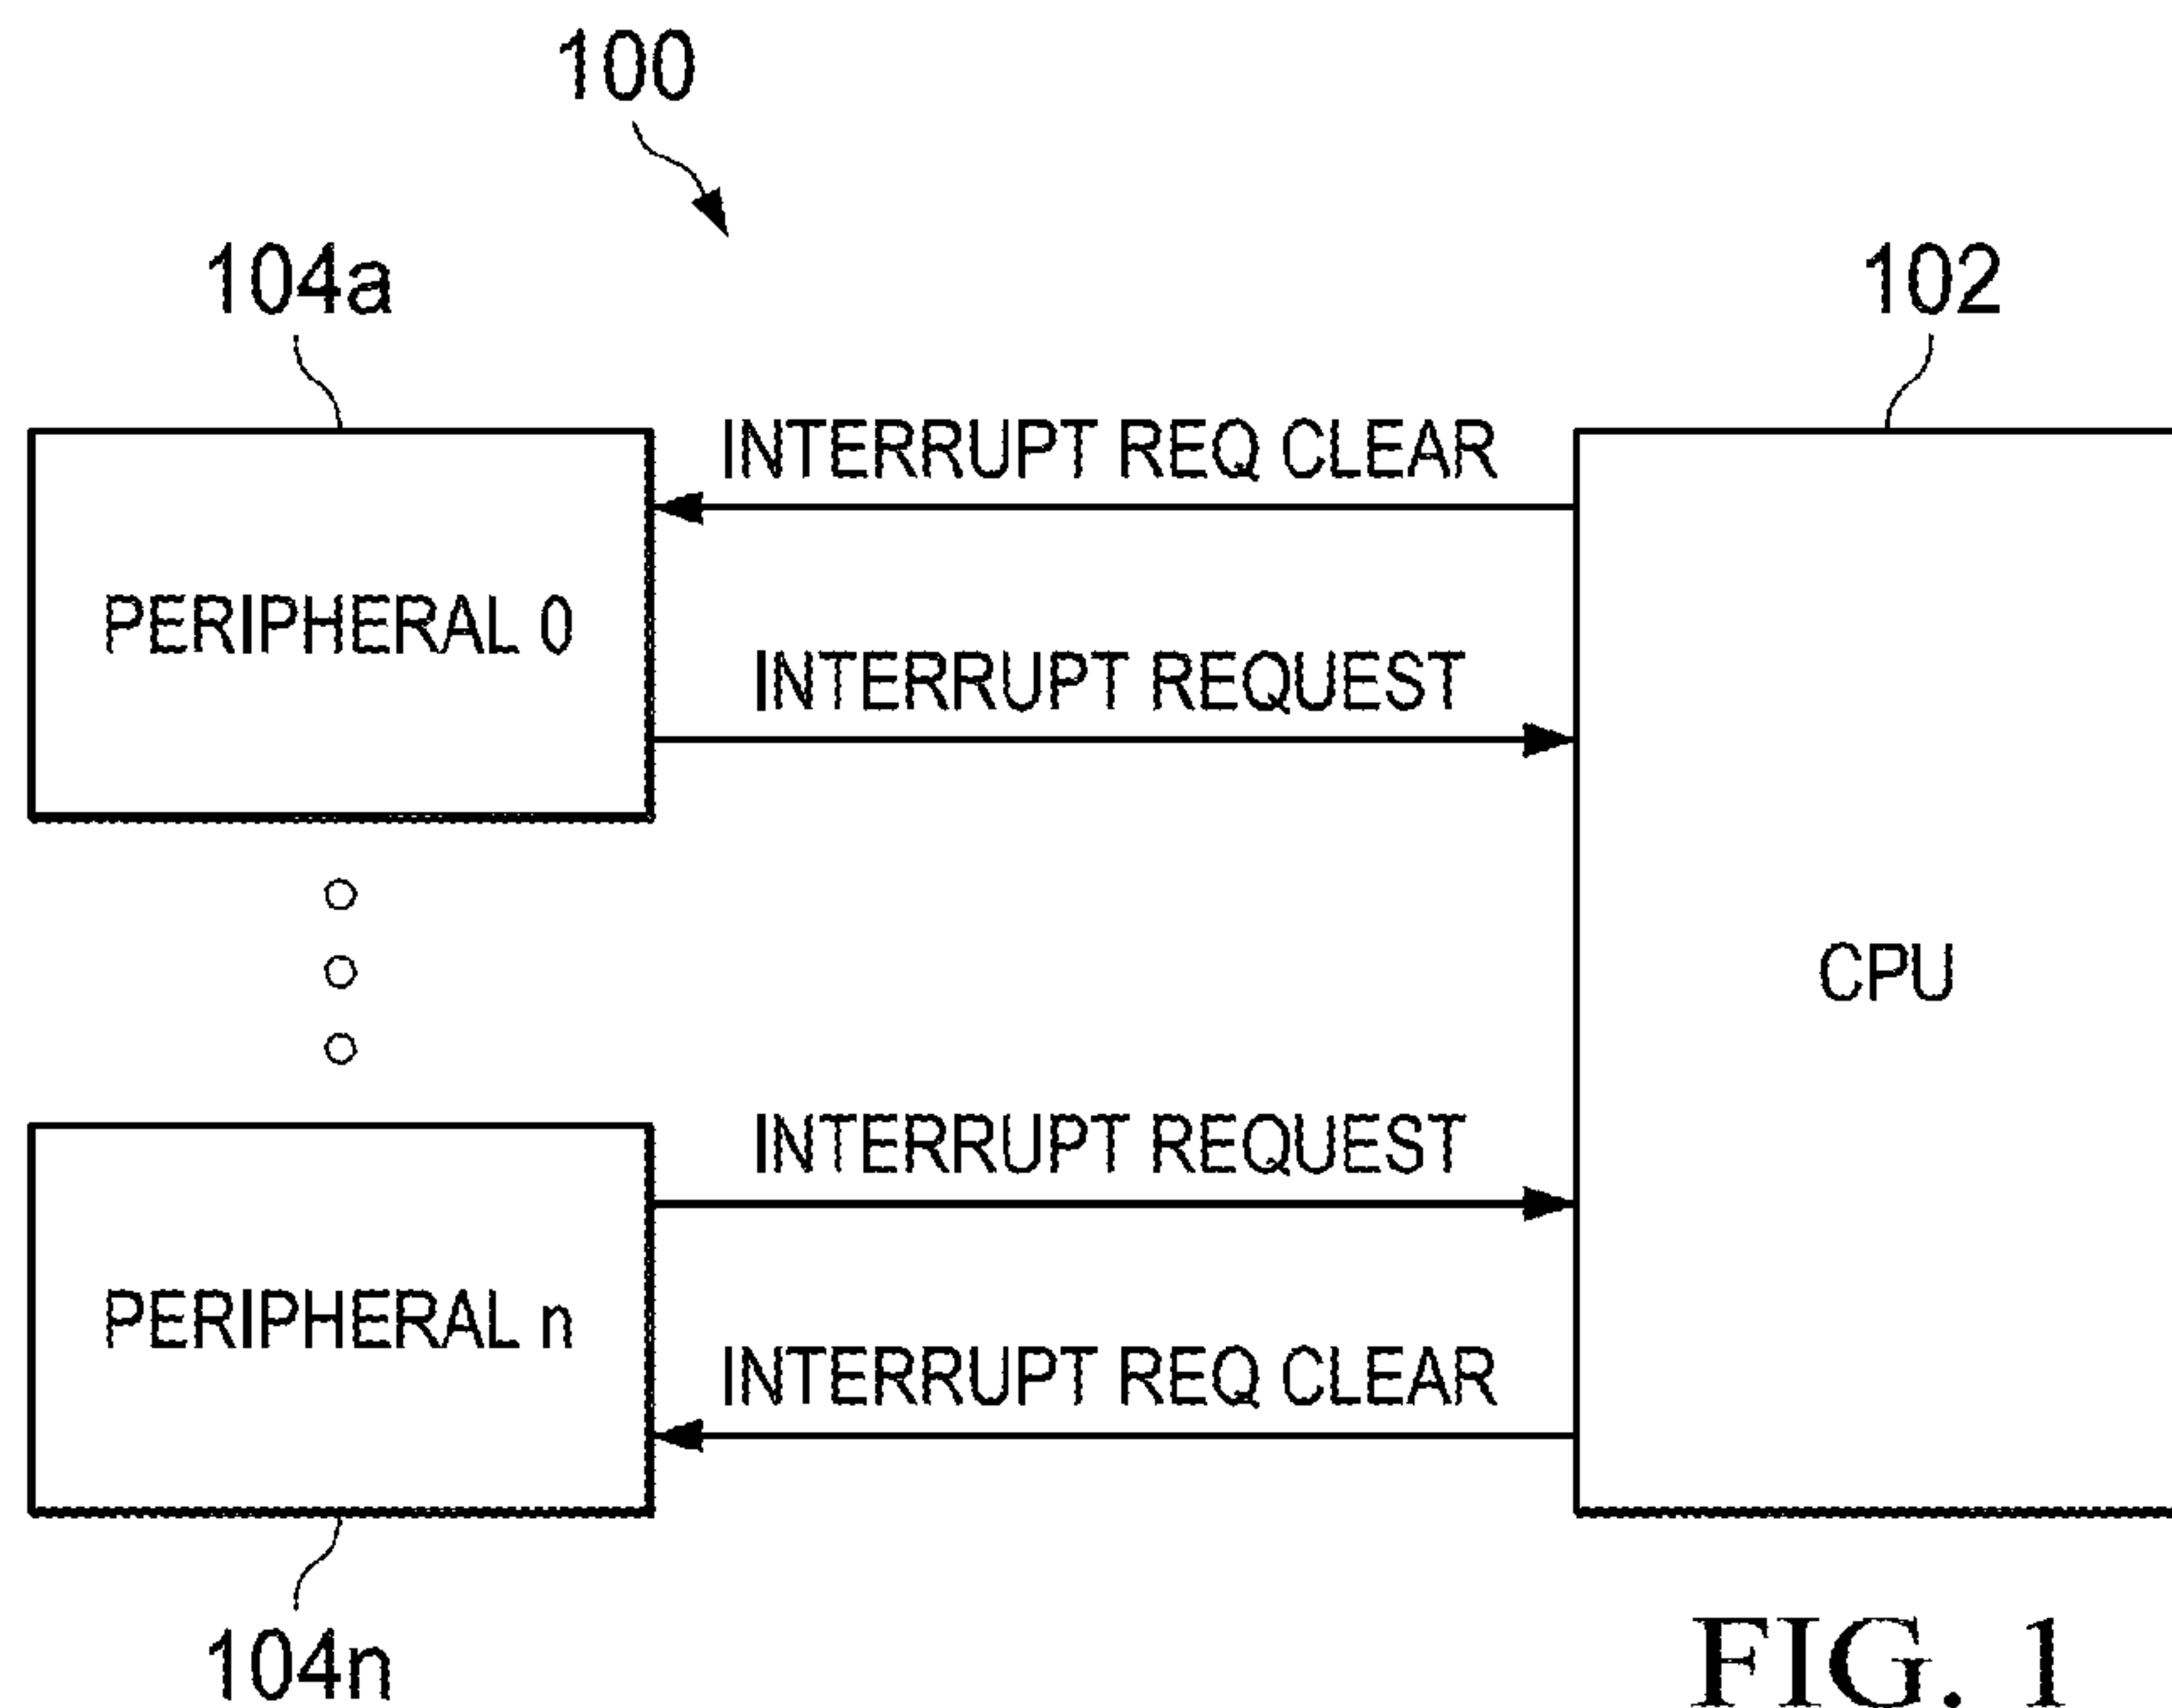 100
104a
102
INTERRUPT REQ CLEAR
PERIPHERAL 0
INTERRUPT REQUEST
CPU
INTERRUPT REQUEST
PERIPHERAL n
INTERRUPT REQ CLEAR
104n
FIG. 1